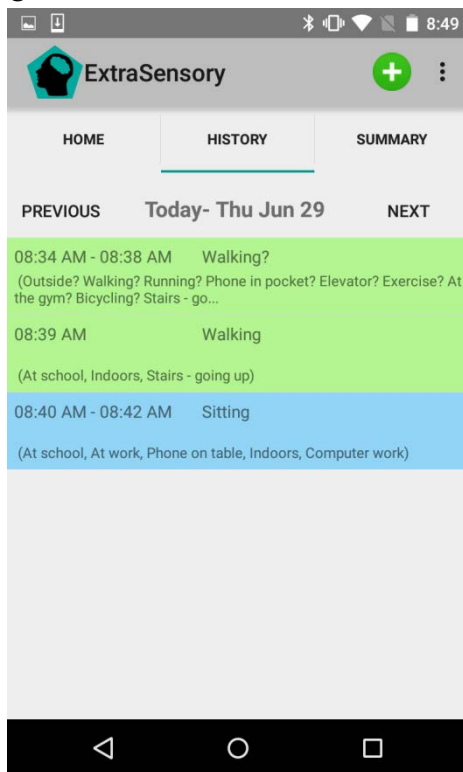 8:49
ExtraSensory
HOME HISTORY SUMMARY
PREVIOUS Today- Thu Jun 29 NEXT
08:34 AM - 08:38 AM Walking?
(Outside? Walking? Running? Phone in pocket? Elevator? Exercise? At
the gym? Bicycling? Stairs - go...
08:39 AM Walking
(At school, Indoors, Stairs - going up)
08:40 AM - 08:42 AM Sitting
(At school, At work, Phone on table, Indoors, Computer work)